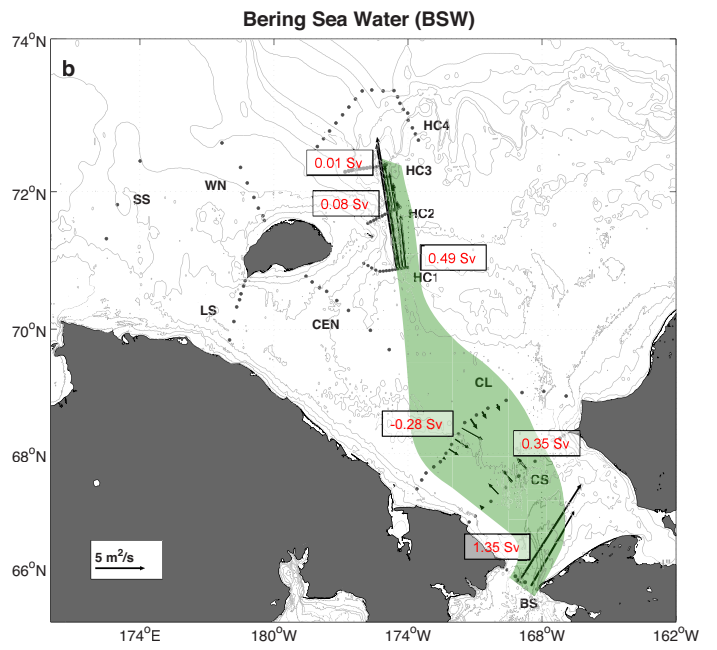 Bering Sea Water (BSW)
74°N
b
HC4
0.01 Sv
HC3
WN
72°N
SS
0.08 Sv
HC2
0.49 Sv
HC1
LS
CEN
70°N
CL
-0.28 Sv
0.35 Sv
68°N
CS
1.35 Sv
5 m²/s
66°N
BS
174°E
180°W
174°W
168°W
162°W